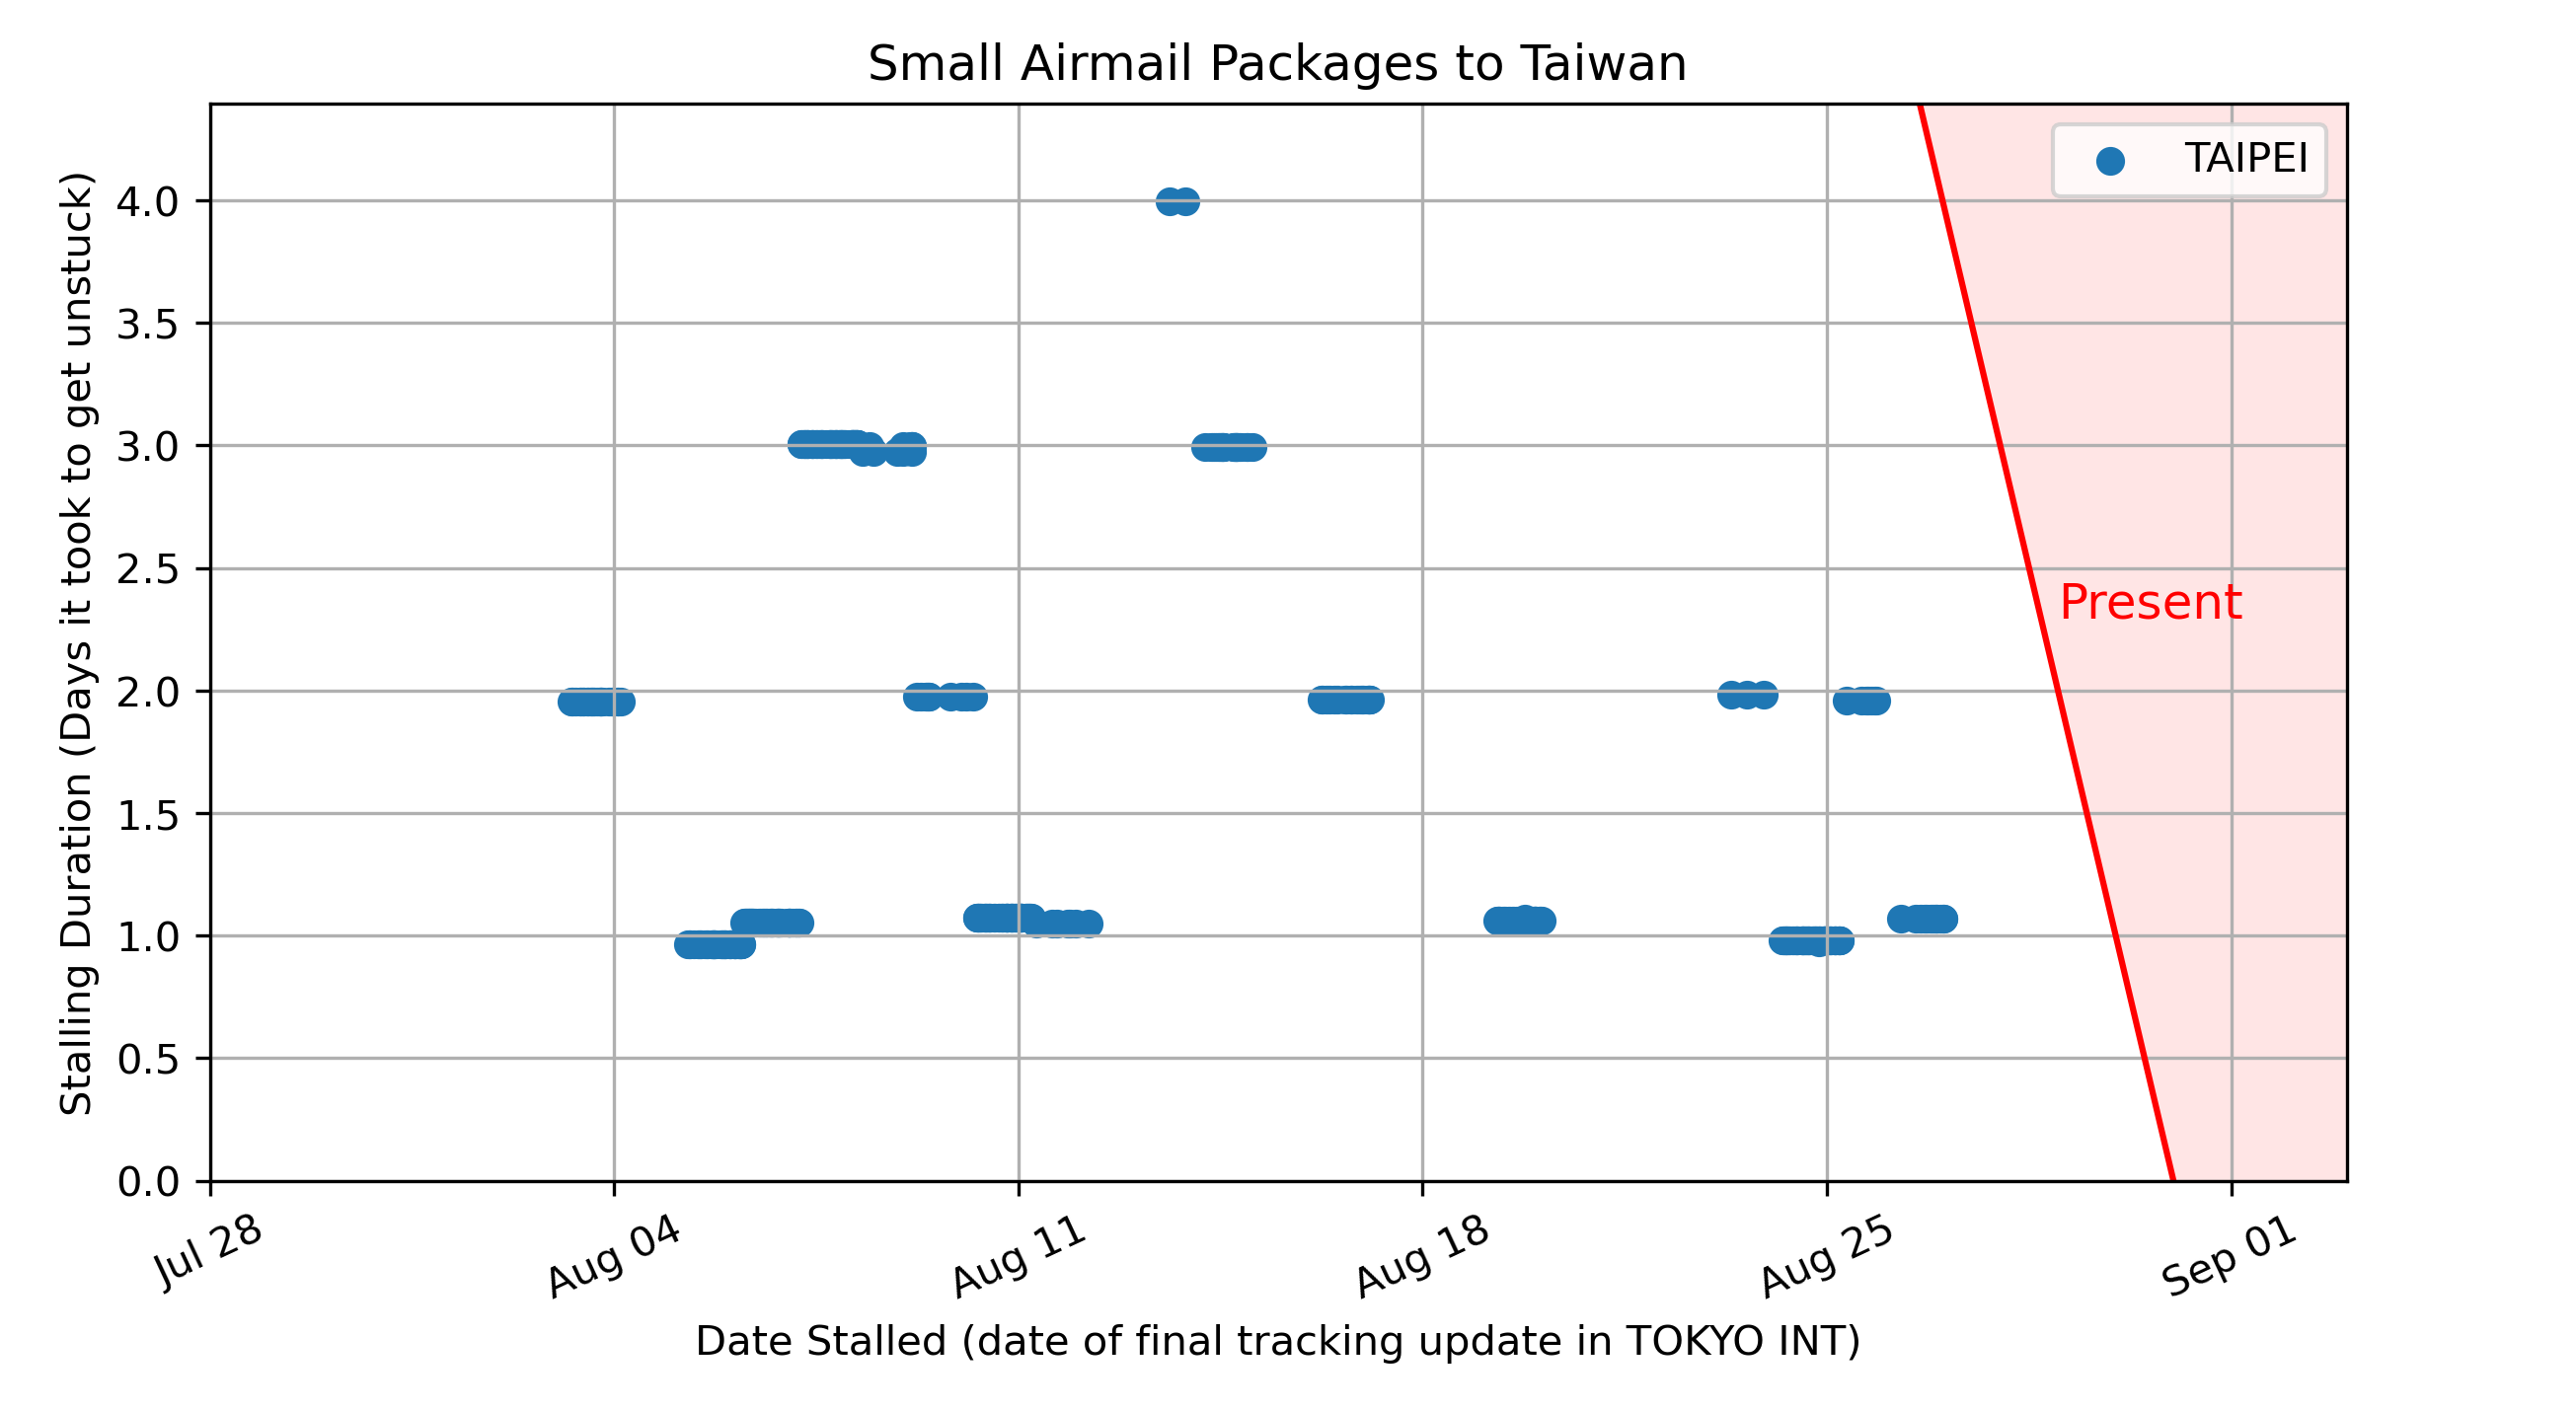 Small Airmail Packages to Taiwan
TAIPEI
Present
Stalling Duration (Days it took to get unstuck)
4.0
3.5
3.0
2.5
2.0
1.5
1.0
0.5
0.0
Jul 28
Aug 04
Aug 11
Aug 18
Aug 25
Sep 01
Date Stalled (date of final tracking update in TOKYO INT)